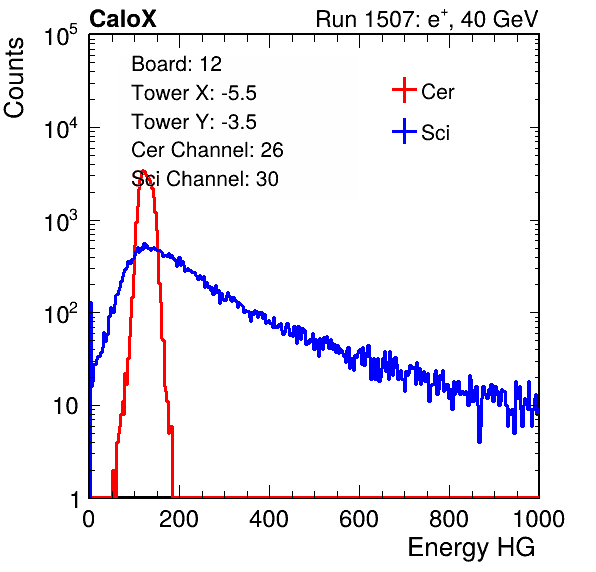 CaloX Run 1507: e+, 40 GeV
Counts
Board: 12
Tower X: -5.5
Tower Y: -3.5
Cer Channel: 26
Sci Channel: 30
Cer
Sci
10^5
10^4
10^3
10^2
10
1
0 200 400 600 800 1000
Energy HG